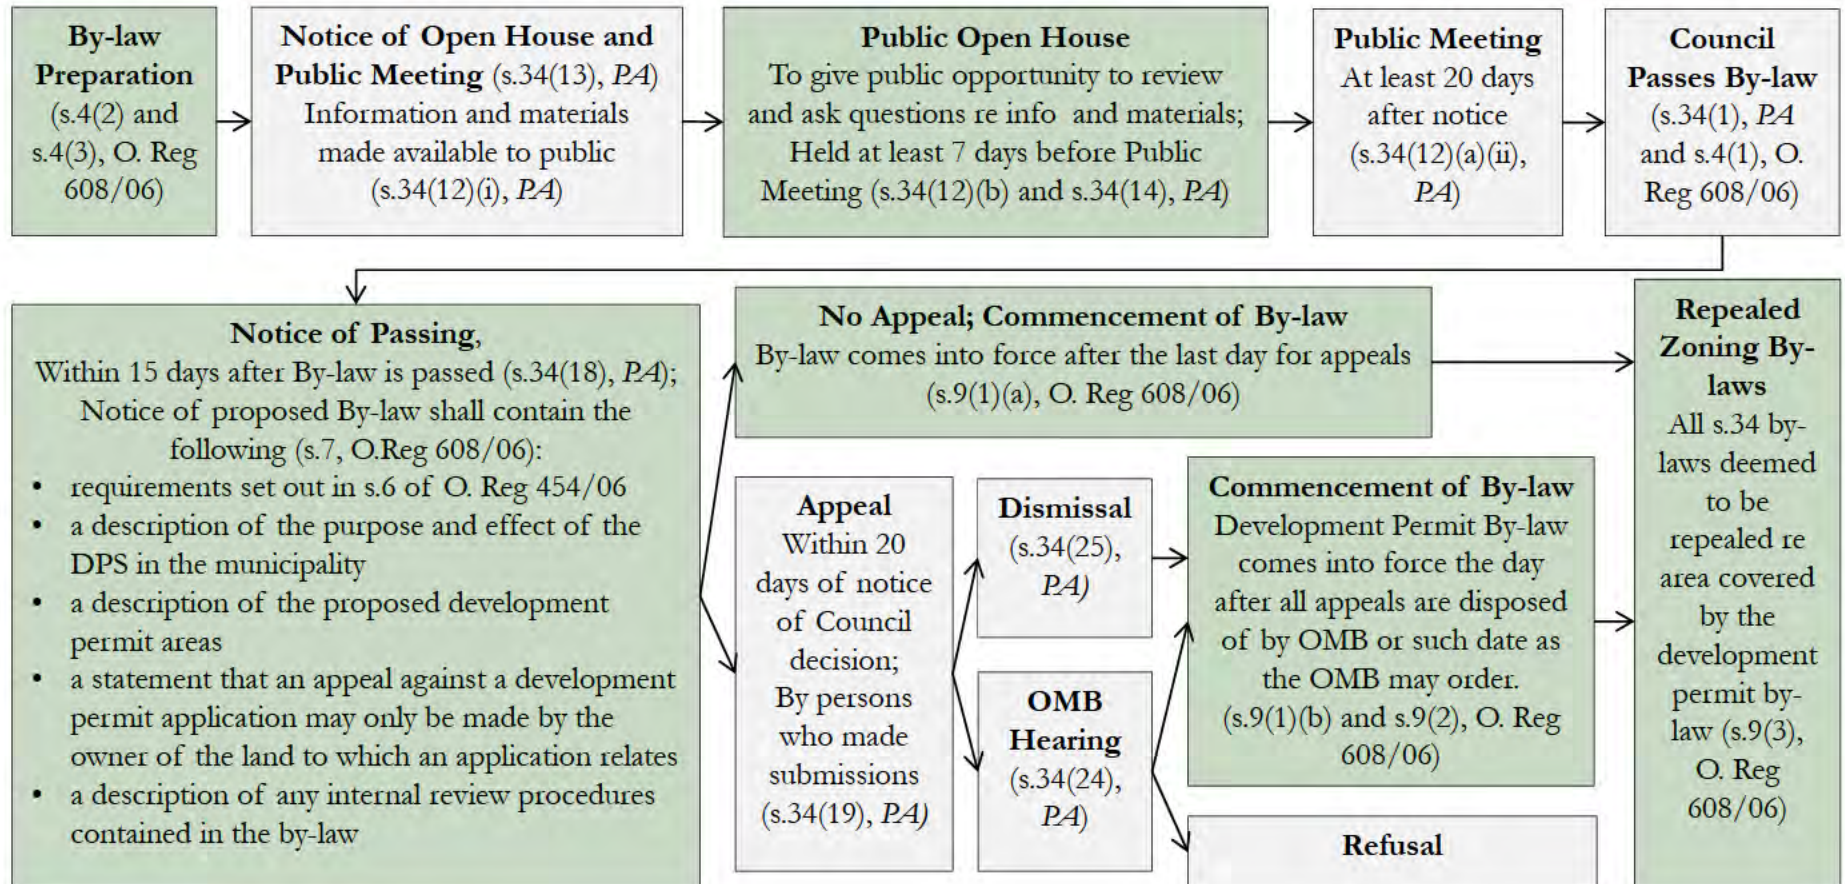 By-law
Preparation
(s.4(2) and
s.4(3), O. Reg
608/06)
Notice of Open House and
Public Meeting (s.34(13), PA)
Information and materials
made available to public
(s.34(12)(i), PA)
Public Open House
To give public opportunity to review
and ask questions re info and materials;
Held at least 7 days before Public
Meeting (s.34(12)(b) and s.34(14), PA)
Public Meeting
At least 20 days
after notice
(s.34(12)(a)(ii),
PA)
Council
Passes By-law
(s.34(1), PA
and s.4(1), O.
Reg 608/06)
Notice of Passing,
Within 15 days after By-law is passed (s.34(18), PA);
Notice of proposed By-law shall contain the
following (s.7, O.Reg 608/06):
• requirements set out in s.6 of O. Reg 454/06
• a description of the purpose and effect of the
DPS in the municipality
• a description of the proposed development
permit areas
• a statement that an appeal against a development
permit application may only be made by the
owner of the land to which an application relates
• a description of any internal review procedures
contained in the by-law
No Appeal; Commencement of By-law
By-law comes into force after the last day for appeals
(s.9(1)(a), O. Reg 608/06)
Appeal
Within 20
days of notice
of Council
decision;
By persons
who made
submissions
(s.34(19), PA)
Dismissal
(s.34(25),
PA)
OMB
Hearing
(s.34(24),
PA)
Commencement of By-law
Development Permit By-law
comes into force the day
after all appeals are disposed
of by OMB or such date as
the OMB may order.
(s.9(1)(b) and s.9(2), O. Reg
608/06)
Refusal
Repealed
Zoning By-
laws
All s.34 by-
laws deemed
to be
repealed re
area covered
by the
development
permit by-
law (s.9(3),
O. Reg
608/06)